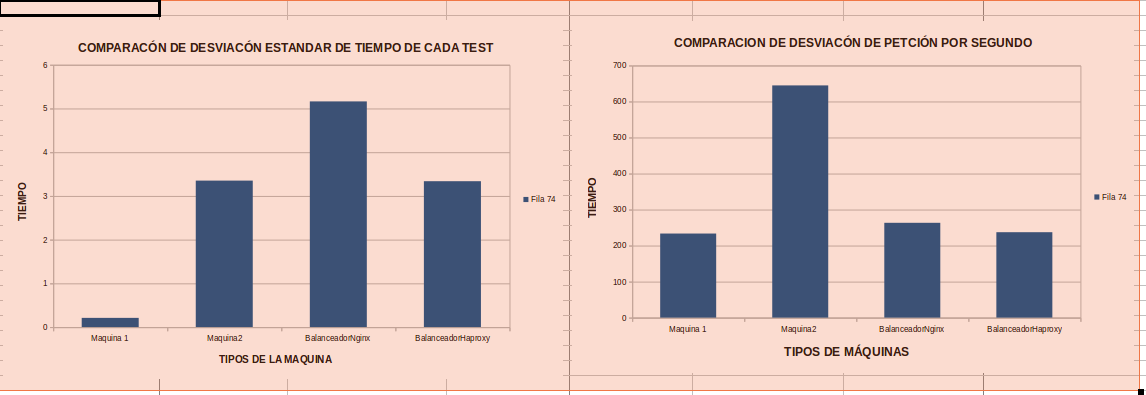 COMPARACÓN DE DESVIACÓN ESTANDAR DE TIEMPO DE CADA TEST
6
5
4
3
2
1
0
TIEMPO
Maquina 1
Maquina2
BalanceadorNginx
BalanceadorHaproxy
TIPOS DE LA MAQUINA
Fila 74
COMPARACION DE DESVIACÓN DE PETCIÓN POR SEGUNDO
700
600
500
400
300
200
100
0
TIEMPO
Maquina 1
Maquina2
BalanceadorNginx
BalanceadorHaproxy
TIPOS DE MÁQUINAS
Fila 74